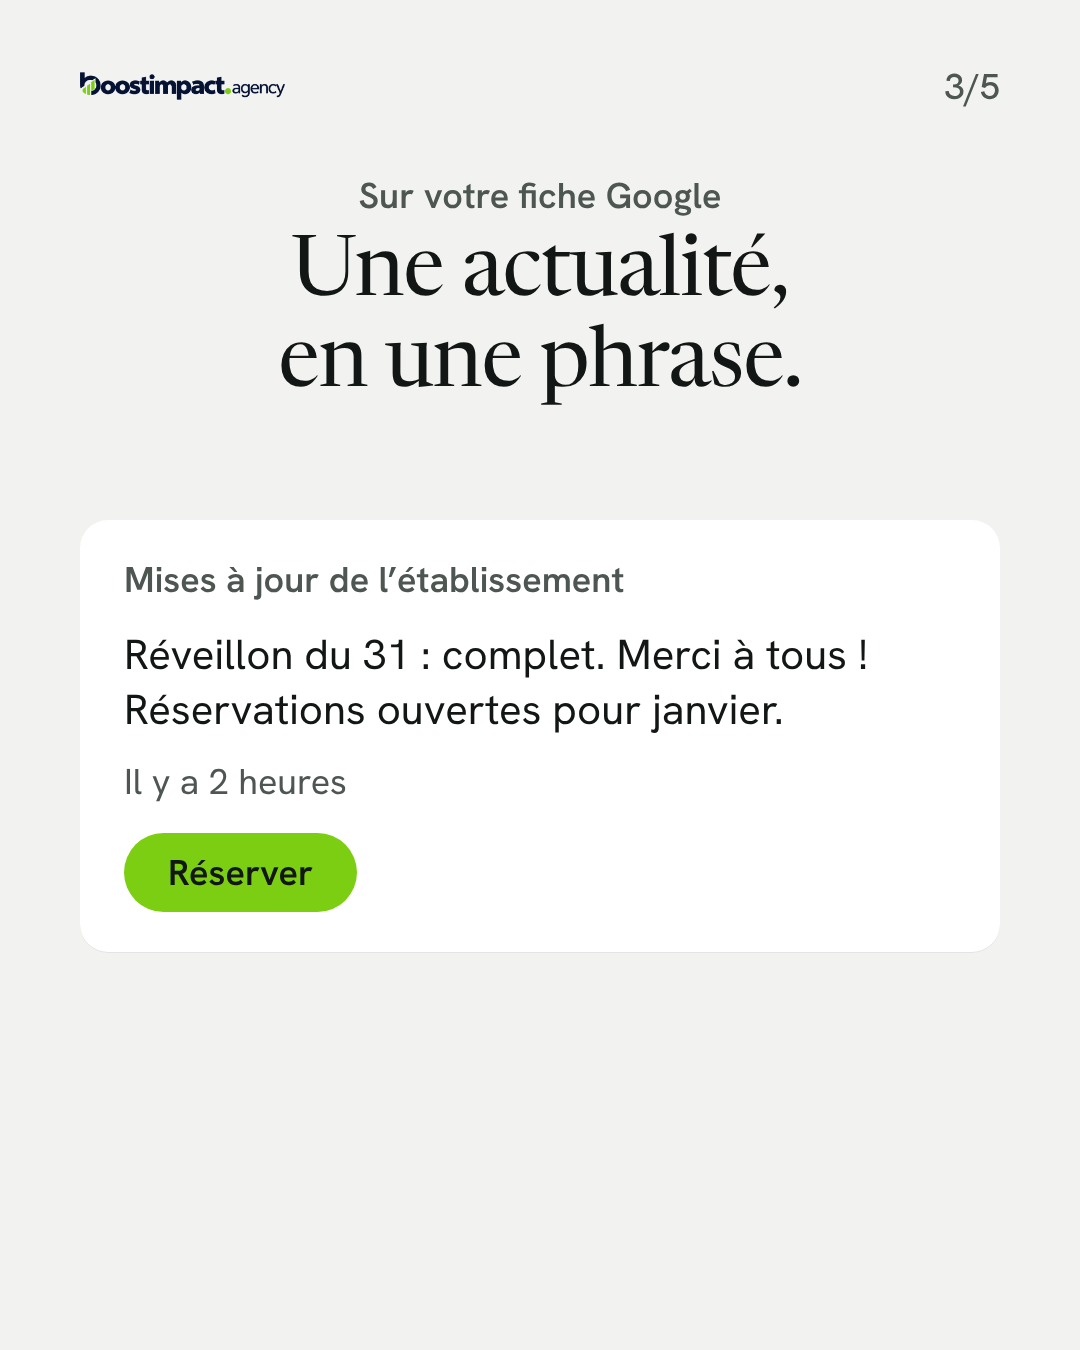 boostimpact.agency
3/5
Sur votre fiche Google
Une actualité,
en une phrase.
Mises à jour de l’établissement
Réveillon du 31 : complet. Merci à tous !
Réservations ouvertes pour janvier.
Il y a 2 heures
Réserver